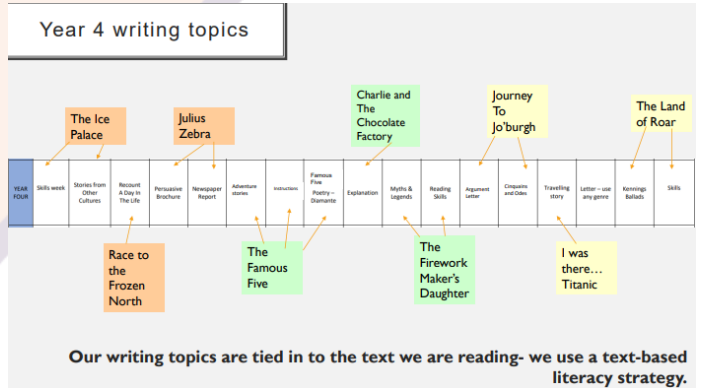 Year 4 writing topics
The Ice
Palace
Julius
Zebra
Charlie and
The
Chocolate
Factory
Journey
To
Jo'burgh
The Land
of Roar
YEAR
FOUR
Skills week
Stories from
Other
Cultures
Recount
A Day in
The Life
Persuasive
Brochure
Newspaper
Report
Adventure
stories
Instructions
Famous
Five
Poetry –
Diamante
Explanation
Myths &
Legends
Reading
Skills
Argument
Letter
Cinquains
and Odes
Travelling
story
Letter – use
any genre
Kennings
Ballads
Skills
Race to
the
Frozen
North
The
Famous
Five
The
Firework
Maker's
Daughter
I was
there...
Titanic
Our writing topics are tied in to the text we are reading- we use a text-based
literacy strategy.